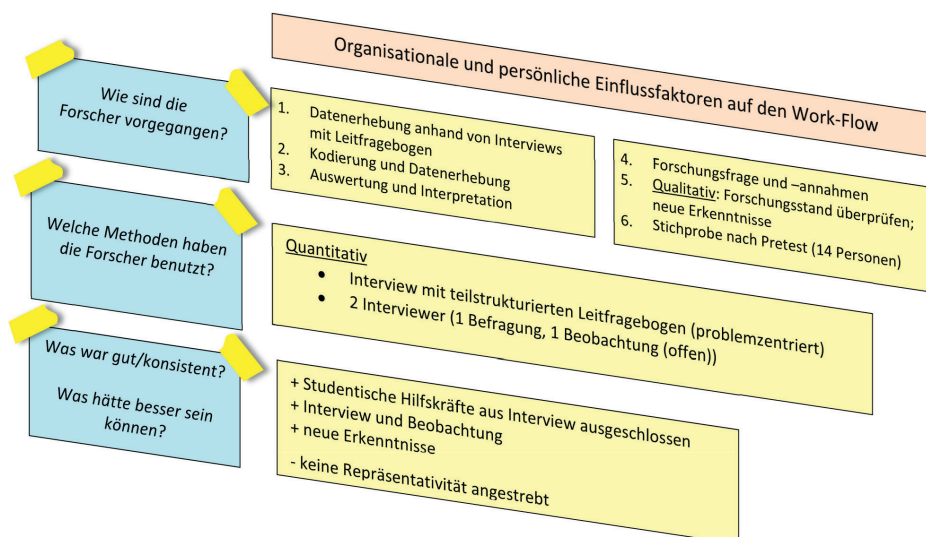 Organisationale und persönliche Einflussfaktoren auf den Work-Flow
Wie sind die
Forscher vorgegangen?
1. Datenerhebung anhand von Interviews
mit Leitfragebogen
2. Kodierung und Datenerhebung
3. Auswertung und Interpretation
4. Forschungsfrage und –annahmen
5. Qualitativ: Forschungsstand überprüfen;
neue Erkenntnisse
6. Stichprobe nach Pretest (14 Personen)
Welche Methoden haben
die Forscher benutzt?
Quantitativ
• Interview mit teilstrukturierten Leitfragebogen (problemzentriert)
• 2 Interviewer (1 Befragung, 1 Beobachtung (offen))
Was war gut/konsistent?
Was hätte besser sein
können?
+ Studentische Hilfskräfte aus Interview ausgeschlossen
+ Interview und Beobachtung
+ neue Erkenntnisse
- keine Repräsentativität angestrebt